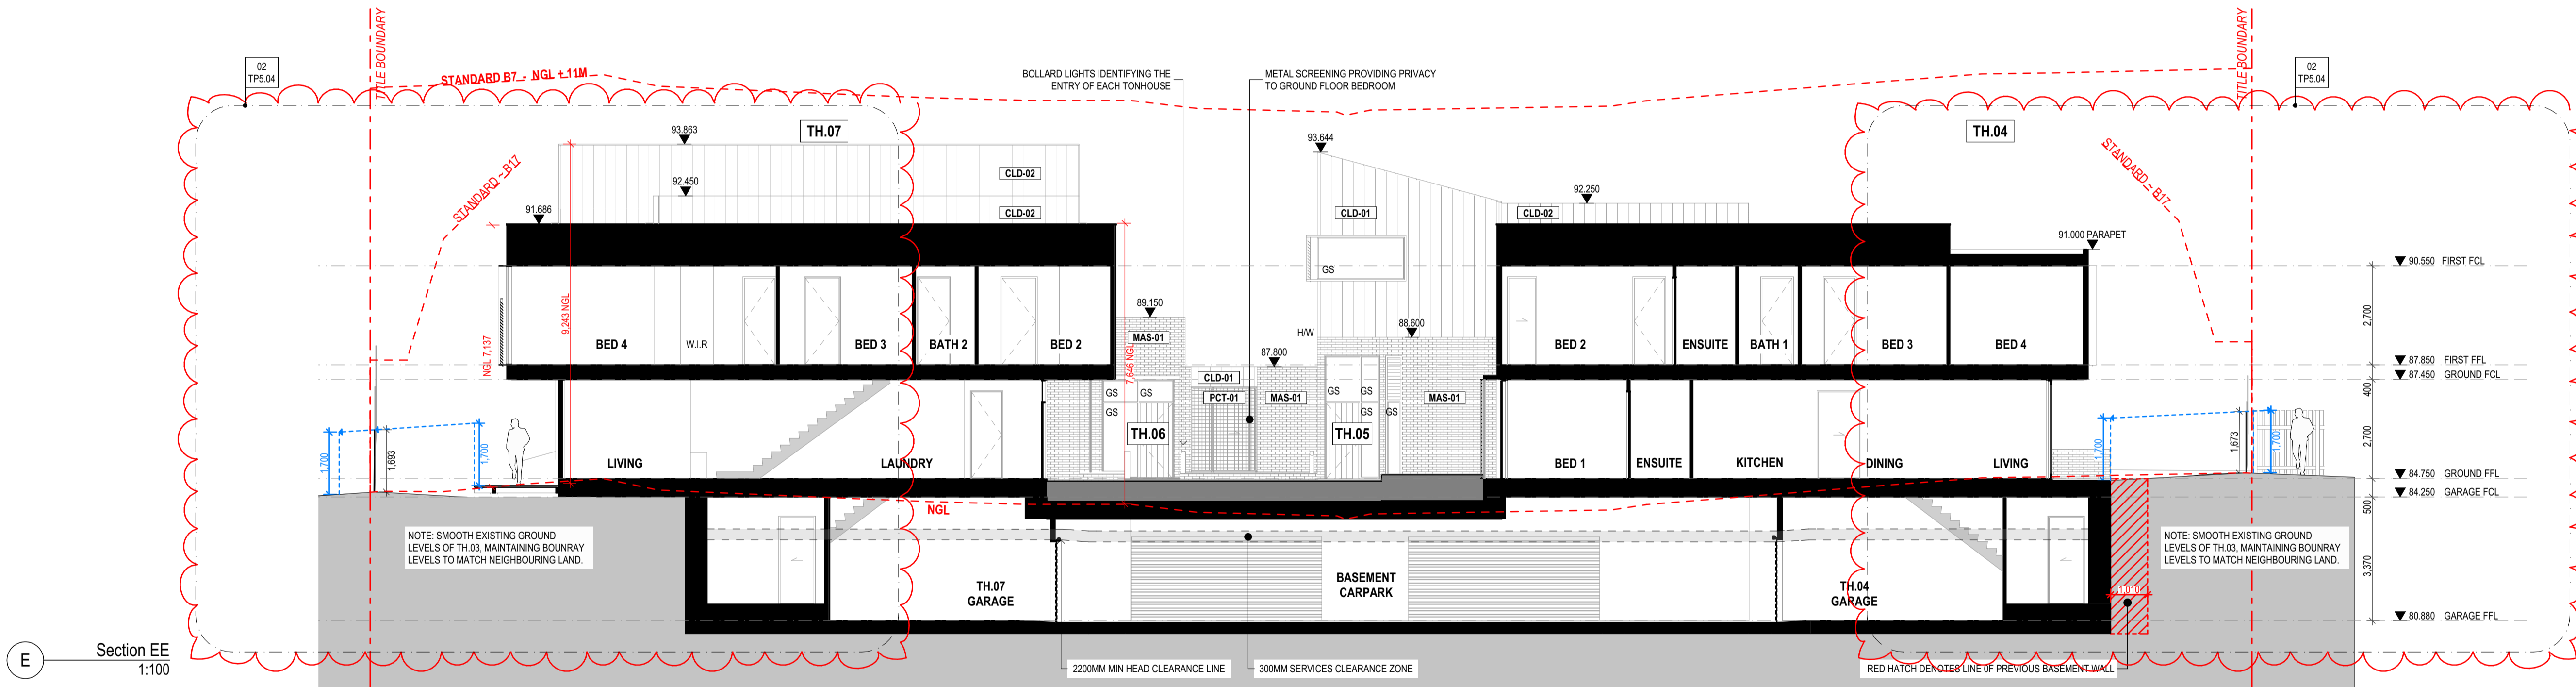 TITLE BOUNDARY
TITLE BOUNDARY
02
TP5.04
02
TP5.04
STANDARD B7 - NGL + 11M
BOLLARD LIGHTS IDENTIFYING THE
ENTRY OF EACH TONHOUSE
METAL SCREENING PROVIDING PRIVACY
TO GROUND FLOOR BEDROOM
93.863
TH.07
93.644
TH.04
STANDARD ~ B17
STANDARD ~ B17
92.450
CLD-02
92.250
91.686
CLD-02
CLD-01
CLD-02
91.000 PARAPET
GS
90.550 FIRST FCL
9,243 NGL
NGL 7,137
7,646 NGL
89.150
MAS-01
H/W
88.600
2,700
BED 4
W.I.R
BED 3
BATH 2
BED 2
BED 2
ENSUITE
BATH 1
BED 3
BED 4
87.800
87.850 FIRST FFL
87.450 GROUND FCL
400
CLD-01
PCT-01
MAS-01
MAS-01
GS
GS
GS
GS
GS
GS
GS
TH.06
TH.05
2,700
1,700
1,693
1,700
1,700
1,673
1,700
LIVING
LAUNDRY
BED 1
ENSUITE
KITCHEN
DINING
LIVING
84.750 GROUND FFL
84.250 GARAGE FCL
500
NGL
NOTE: SMOOTH EXISTING GROUND
LEVELS OF TH.03, MAINTAINING BOUNRAY
LEVELS TO MATCH NEIGHBOURING LAND.
NOTE: SMOOTH EXISTING GROUND
LEVELS OF TH.03, MAINTAINING BOUNRAY
LEVELS TO MATCH NEIGHBOURING LAND.
3,370
TH.07
GARAGE
BASEMENT
CARPARK
TH.04
GARAGE
1,010
80.880 GARAGE FFL
E
Section EE
1:100
2200MM MIN HEAD CLEARANCE LINE
300MM SERVICES CLEARANCE ZONE
RED HATCH DENOTES LINE OF PREVIOUS BASEMENT WALL